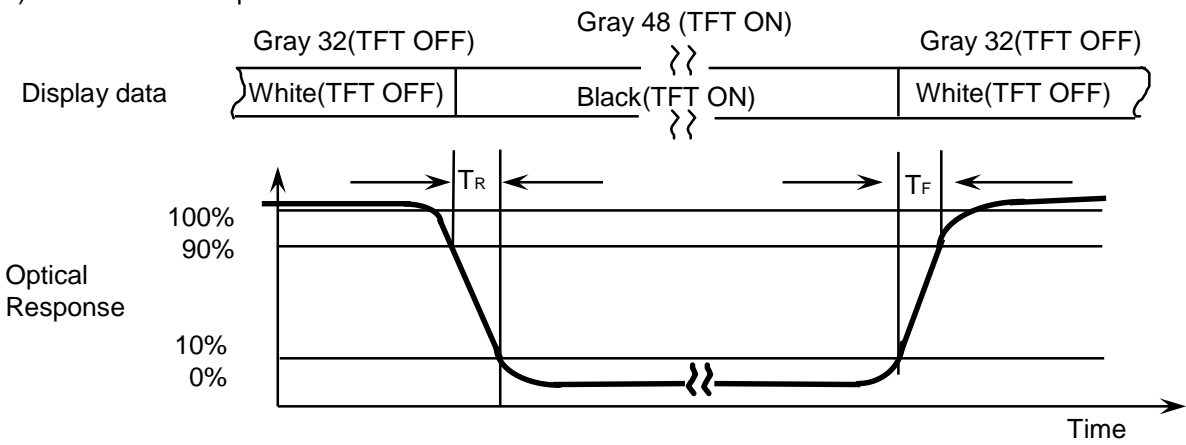 Gray 48 (TFT ON)
Gray 32(TFT OFF)
Gray 32(TFT OFF)
Display data
White(TFT OFF)
Black(TFT ON)
White(TFT OFF)
TR
TF
100%
90%
Optical
Response
10%
0%
Time